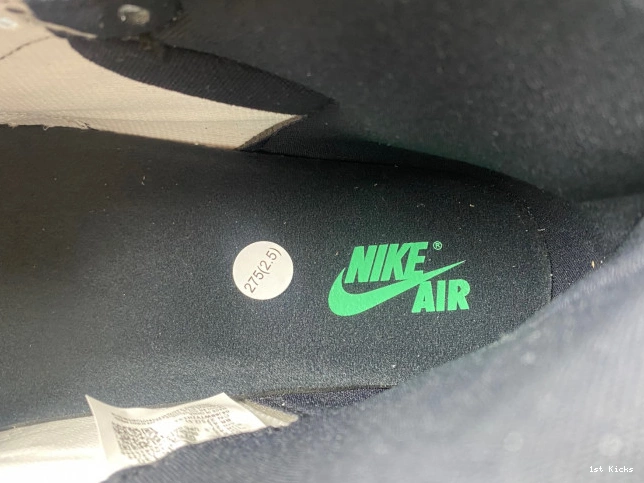 275(2.5)
NIKE®
AIR
1st Kicks